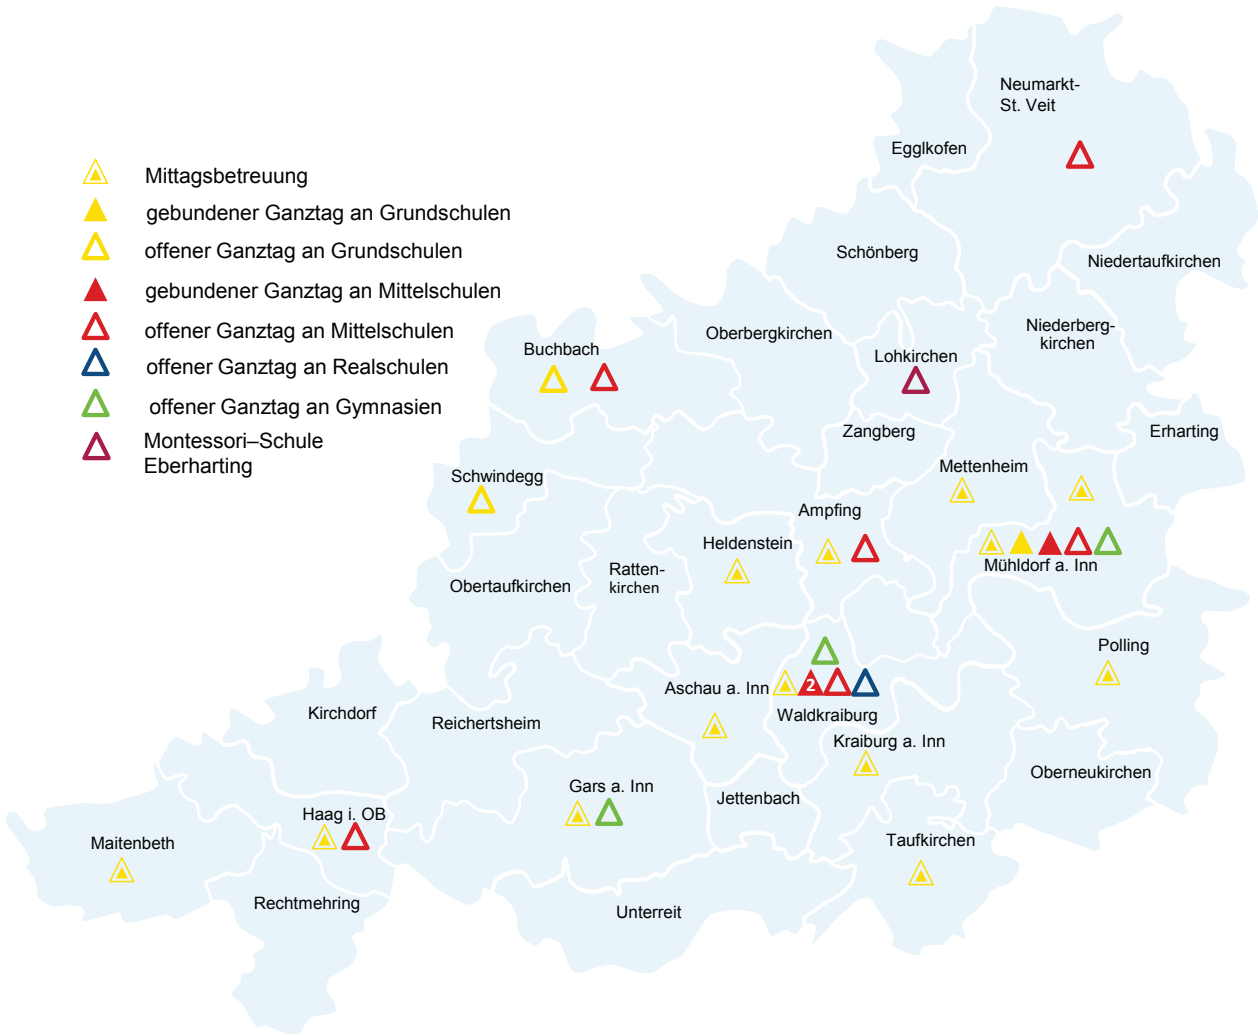 Neumarkt-
St. Veit
Egglkofen
Mittagsbetreuung
gebundener Ganztag an Grundschulen
offener Ganztag an Grundschulen
gebundener Ganztag an Mittelschulen
offener Ganztag an Mittelschulen
offener Ganztag an Realschulen
offener Ganztag an Gymnasien
Montessori–Schule
Eberharting
Schönberg
Niedertaufkirchen
Oberbergkirchen
Niederberg-
kirchen
Buchbach
Lohkirchen
Zangberg
Erharting
Mettenheim
Schwindegg
Ampfing
Heldenstein
Mühldorf a. Inn
Obertaufkirchen
Ratten-
kirchen
Polling
Aschau a. Inn
2
Waldkraiburg
Kirchdorf
Reichertsheim
Kraiburg a. Inn
Oberneukirchen
Gars a. Inn
Jettenbach
Haag i. OB
Maitenbeth
Taufkirchen
Rechtmehring
Unterreit